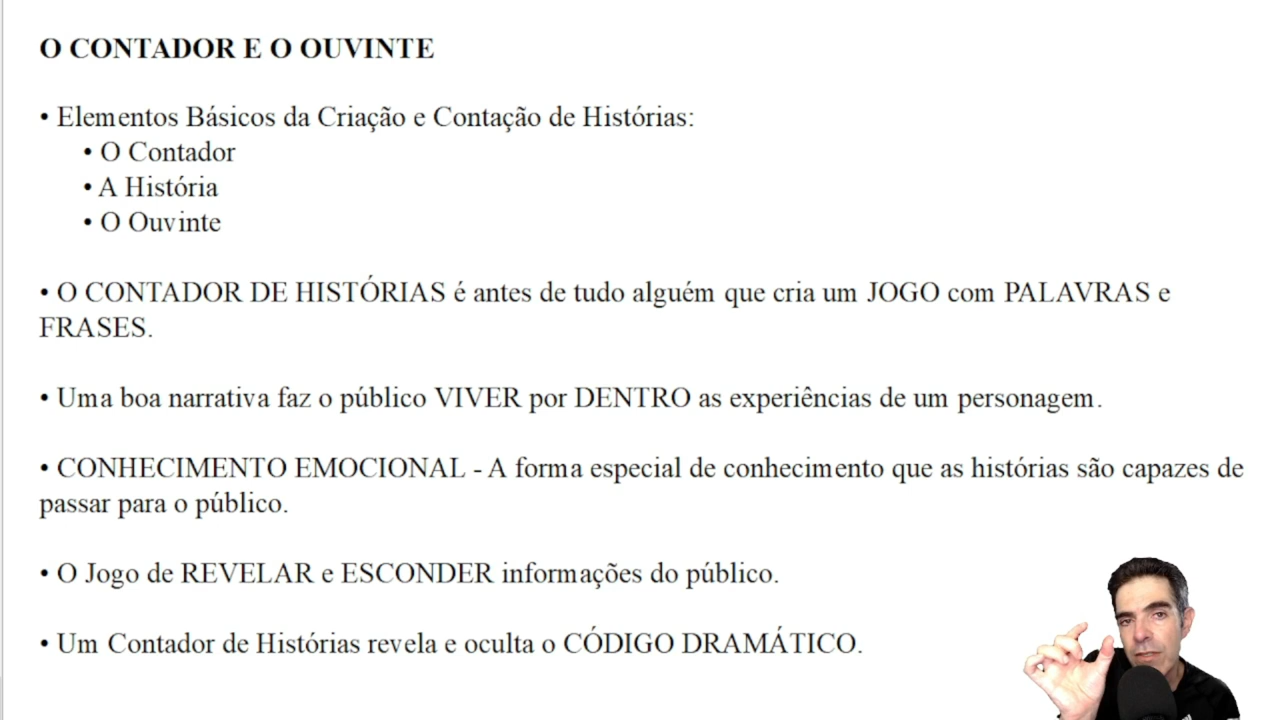 O CONTADOR E O OUVINTE
• Elementos Básicos da Criação e Contação de Histórias:
• O Contador
• A História
• O Ouvinte
• O CONTADOR DE HISTÓRIAS é antes de tudo alguém que cria um JOGO com PALAVRAS e
FRASES.
• Uma boa narrativa faz o público VIVER por DENTRO as experiências de um personagem.
• CONHECIMENTO EMOCIONAL - A forma especial de conhecimento que as histórias são capazes de
passar para o público.
• O Jogo de REVELAR e ESCONDER informações do público.
• Um Contador de Histórias revela e oculta o CÓDIGO DRAMÁTICO.